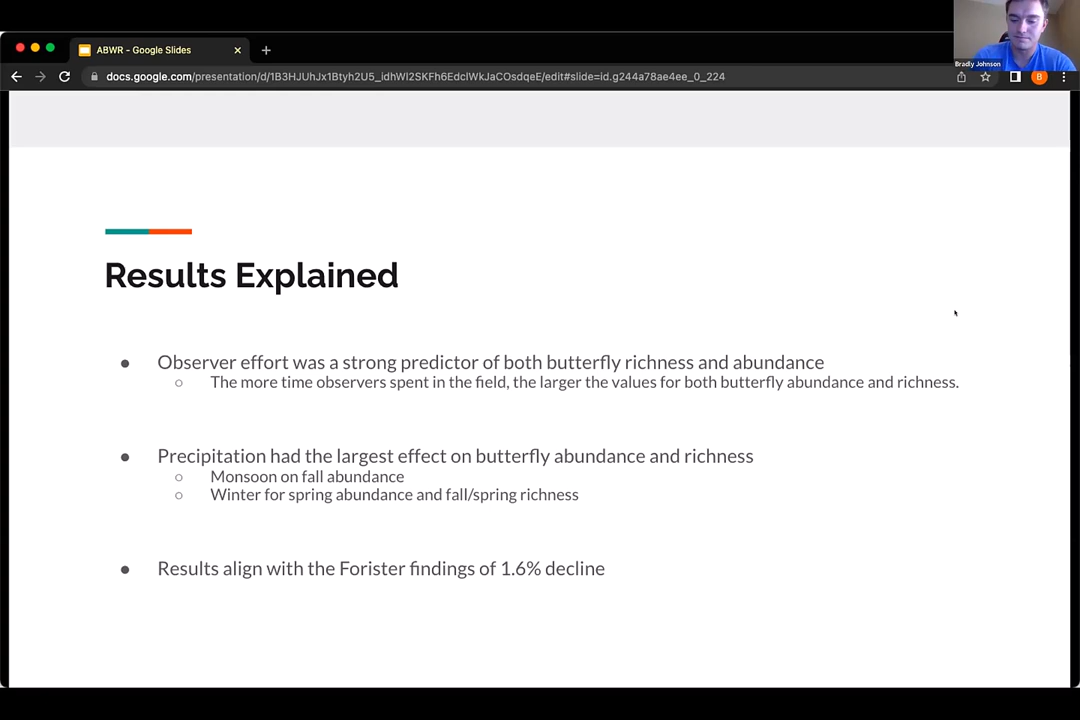 ABWR - Google Slides
docs.google.com/presentation/d/1B3HJUhJx1Btyh2U5_idhWI2SKFh6EdcIWkJaCOsdqeE/edit#slide=id.g244a78ae4ee_0_224
B
Bradly Johnson
Results Explained
● Observer effort was a strong predictor of both butterfly richness and abundance
○ The more time observers spent in the field, the larger the values for both butterfly abundance and richness.
● Precipitation had the largest effect on butterfly abundance and richness
○ Monsoon on fall abundance
○ Winter for spring abundance and fall/spring richness
● Results align with the Forister findings of 1.6% decline